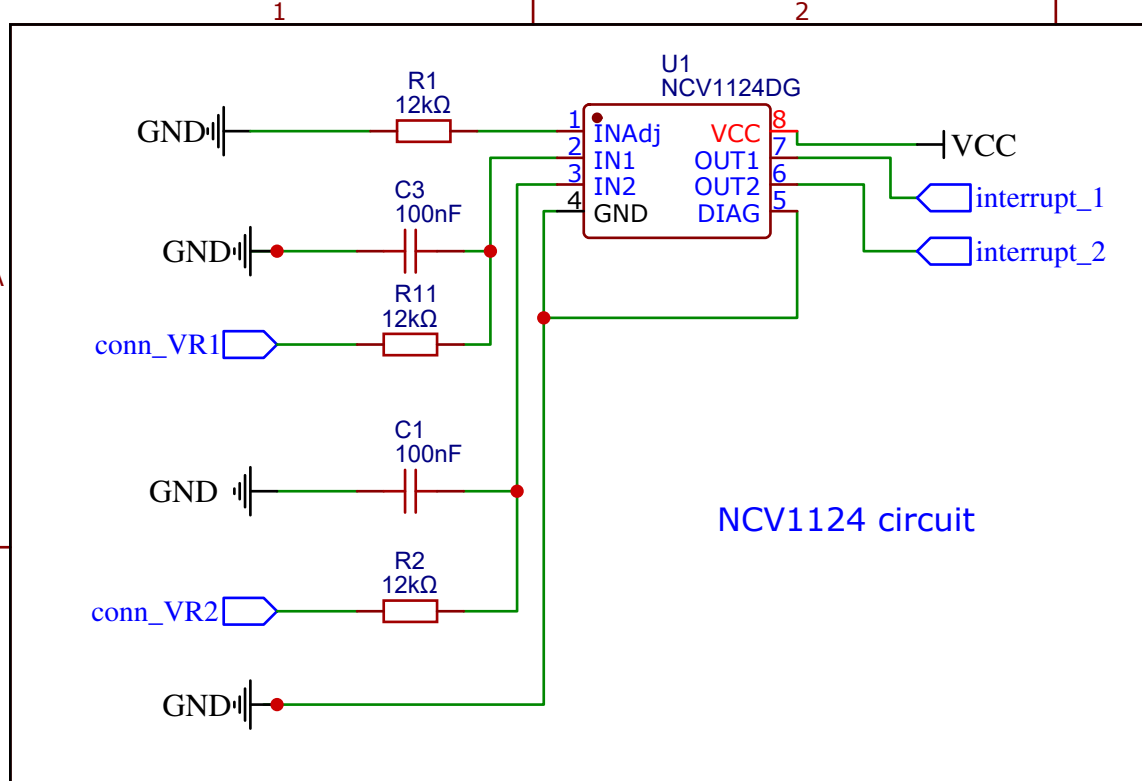 1
2
U1
NCV1124DG
R1
12kΩ
GND
1
INAdj
VCC
8
VCC
2
IN1
OUT1
7
3
IN2
OUT2
6
4
GND
DIAG
5
interrupt_1
interrupt_2
C3
100nF
GND
R11
12kΩ
conn_VR1
C1
100nF
GND
NCV1124 circuit
R2
12kΩ
conn_VR2
GND